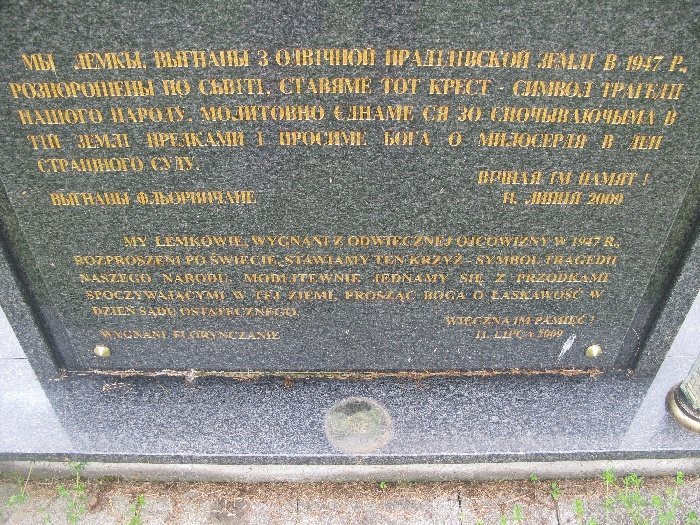 МЫ ЛЕМКЫ, ВЫГНАНЫ З ОДВІЧНОЙ ПРАДІДІВСКОЙ ЗЕМЛІ В 1947 Р.,
РОЗПОРОШЕНЫ ПО СЬВІТІ, СТАВЯМЕ ТОТ КРЕСТ - СИМВОЛ ТРАГЕДІЇ
НАШОГО НАРОДУ, МОЛИТОВНО ЄДНАМЕ СЯ ЗО СПОЧЫВАЮЧЫМА В
ТІЙ ЗЕМЛІ ПРЕДКАМИ І ПРОСИМЕ БОГА О МИЛОСЕРДЯ В ДЕН
СТРАШНОГО СУДУ.
ВІЧНАЯ ІМ ПАМЯТ !
ВЫГНАНЫ ФЛЬОРИНЧАНЕ
11. ЛИПЦЯ 2009
MY LEMKOWIE, WYGNANI Z ODWIECZNEJ OJCOWIZNY W 1947 R.,
ROZPROSZENI PO ŚWIECIE, STAWIAMY TEN KRZYŻ - SYMBOL TRAGEDII
NASZEGO NARODU, MODLITEWNIE JEDNAMY SIĘ Z PRZODKAMI
SPOCZYWAJĄCYMI W TEJ ZIEMI, PROSZĄC BOGA O ŁASKAWOŚĆ W
DZIEŃ SĄDU OSTATECZNEGO.
WIECZNA IM PAMIĘĆ !
WYGNANI FLORYNCZANIE
11. LIPCA 2009